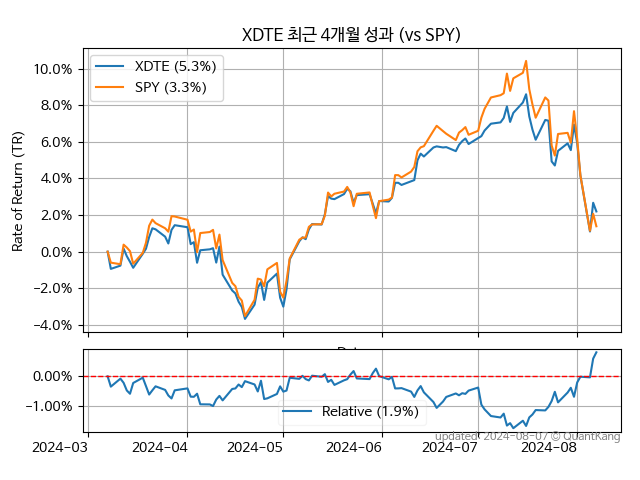 XDTE 최근 4개월 성과 (vs SPY)
XDTE (5.3%)
SPY (3.3%)
Rate of Return (TR)
10.0%
8.0%
6.0%
4.0%
2.0%
0.0%
−2.0%
−4.0%
0.00%
−1.00%
Relative (1.9%)
2024-03
2024-04
2024-05
2024-06
2024-07
2024-08
updated: 2024-08-07 © QuantKang